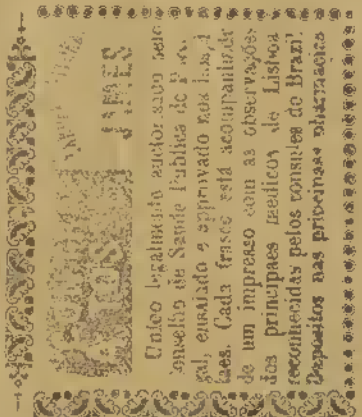 JAMES
Unico legalmente auctorisado pelo
Conselho de Saude Publica de
gal, ensaiado e approvado nos hospi
taes. Cada frasco está acompanhado
de um impresso com as observações
dos principaes medicos de Lisboa
reconhecidas pelos consules do Brazil.
Depositos nas principaes pharmacias